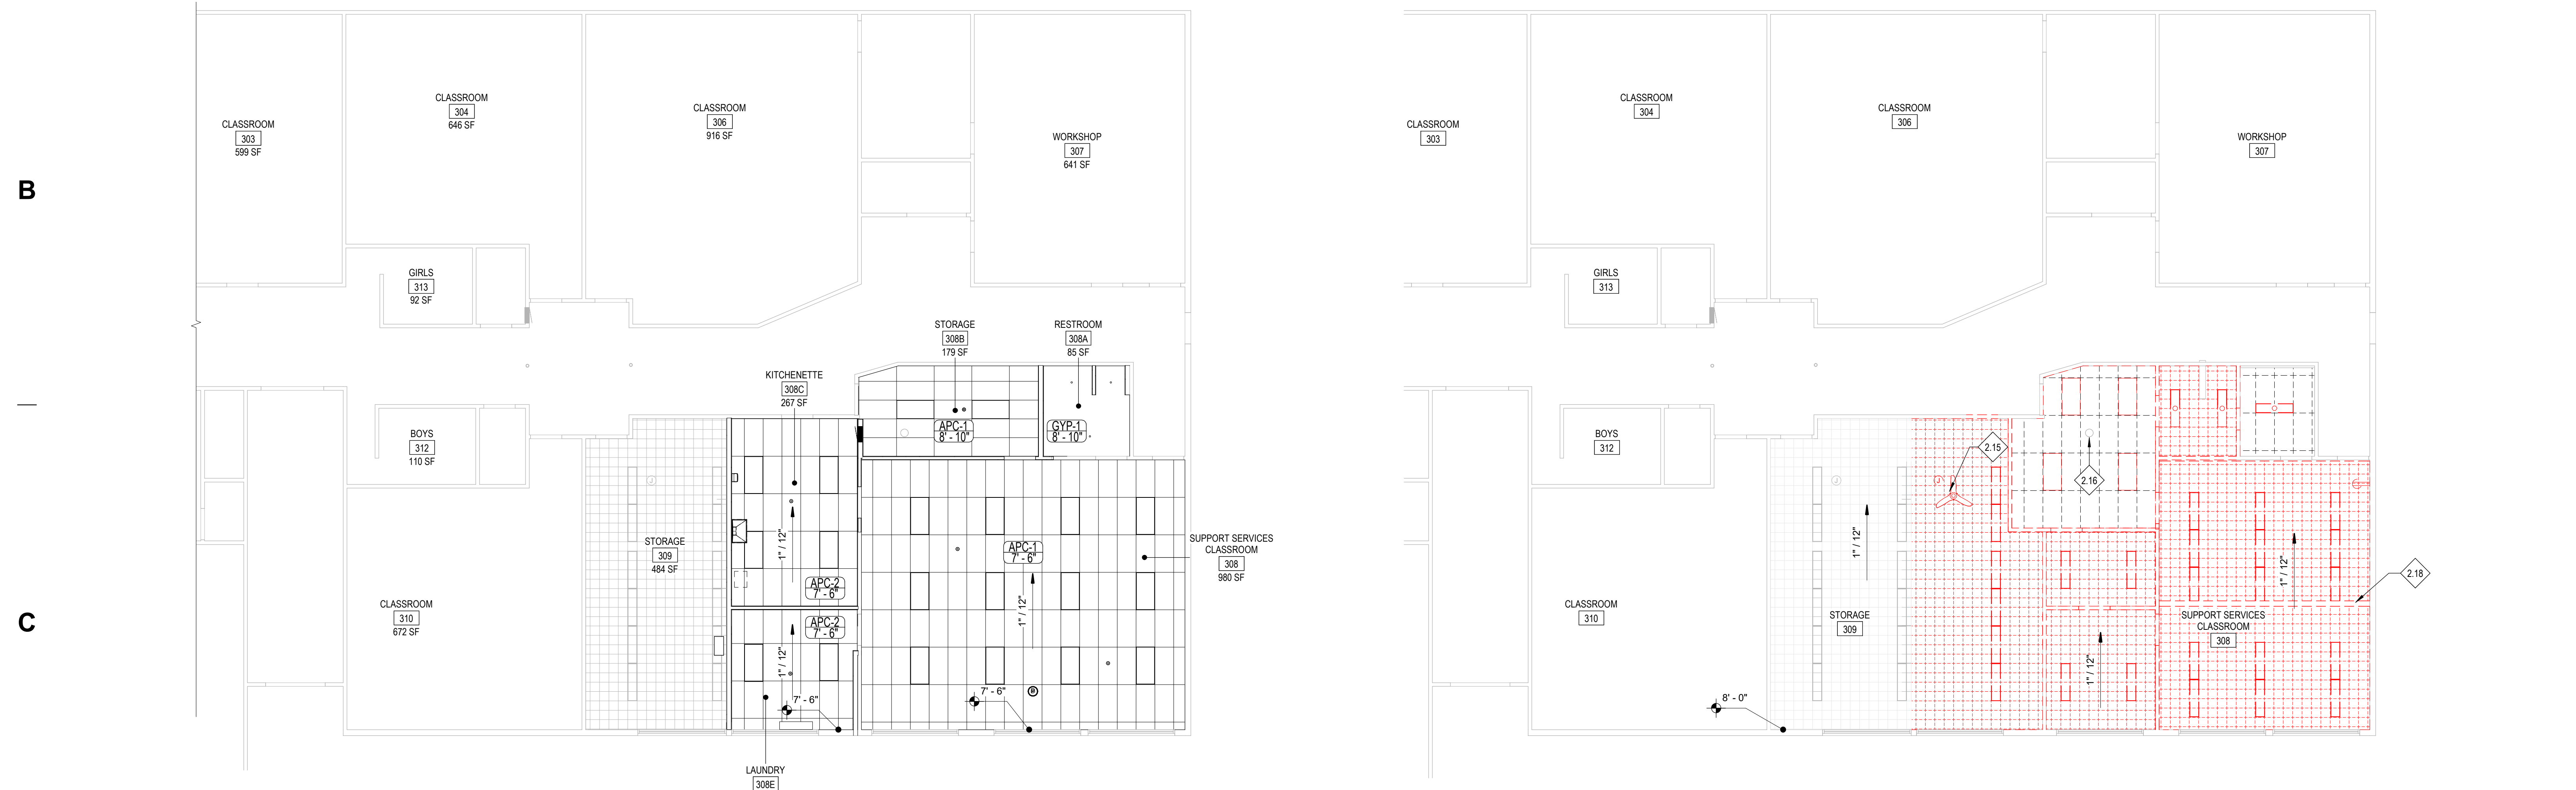 B
C
CLASSROOM
303
599 SF
CLASSROOM
304
646 SF
CLASSROOM
306
916 SF
WORKSHOP
307
641 SF
GIRLS
313
92 SF
STORAGE
308B
179 SF
RESTROOM
308A
85 SF
KITCHENETTE
308C
267 SF
APC-1
8' - 10"
GYP-1
8' - 10"
BOYS
312
110 SF
J
STORAGE
309
484 SF
1" / 12"
APC-2
7' - 6"
APC-1
7' - 6"
1" / 12"
SUPPORT SERVICES
CLASSROOM
308
980 SF
CLASSROOM
310
672 SF
APC-2
7' - 6"
1" / 12"
7' - 6"
7' - 6"
LAUNDRY
308E
CLASSROOM
303
CLASSROOM
304
CLASSROOM
306
WORKSHOP
307
GIRLS
313
BOYS
312
2.15
2.16
J
J
1" / 12"
1" / 12"
2.18
CLASSROOM
310
STORAGE
309
SUPPORT SERVICES
CLASSROOM
308
1" / 12"
8' - 0"